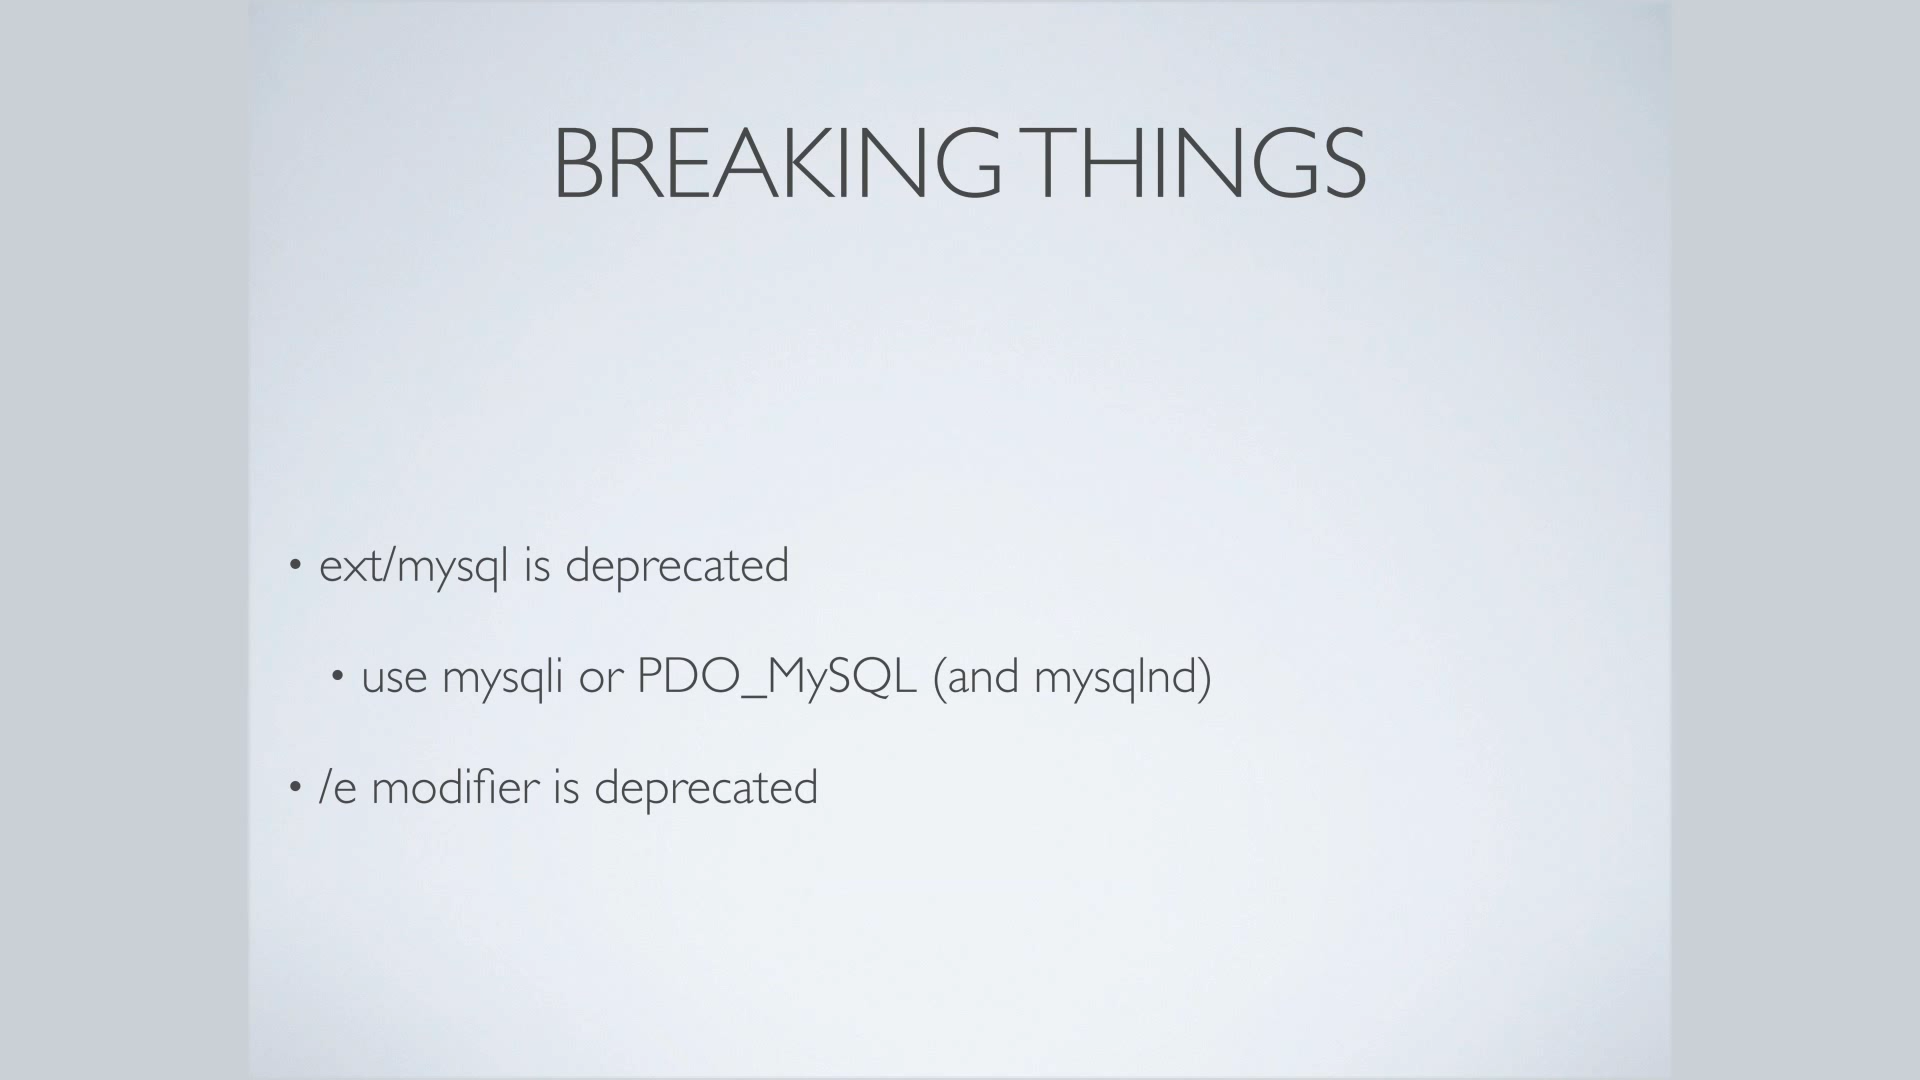 BREAKING THINGS
• ext/mysql is deprecated
• use mysqli or PDO_MySQL (and mysqlnd)
• /e modifier is deprecated